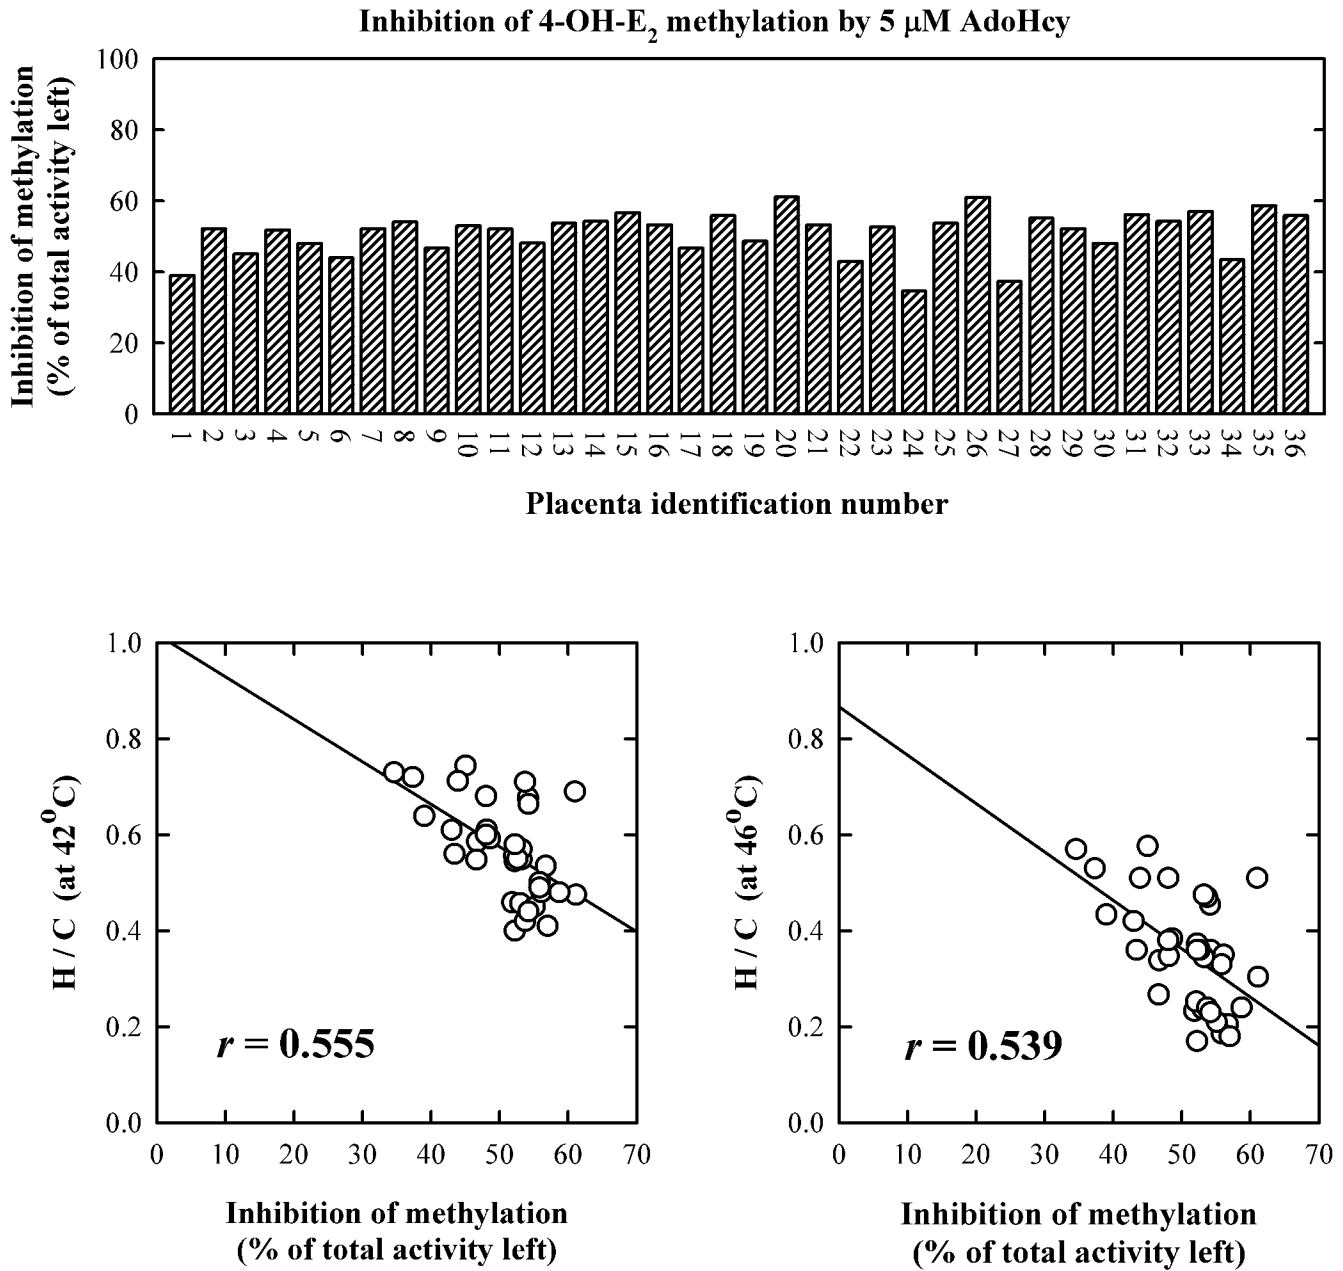 Inhibition of 4-OH-E₂ methylation by 5 μM AdoHcy
Inhibition of methylation
(% of total activity left)
100
80
60
40
20
0
1 2 3 4 5 6 7 8 9 10 11 12 13 14 15 16 17 18 19 20 21 22 23 24 25 26 27 28 29 30 31 32 33 34 35 36
Placenta identification number
H / C (at 42°C)
1.0
0.8
0.6
0.4
0.2
0.0
r = 0.555
0 10 20 30 40 50 60 70
Inhibition of methylation
(% of total activity left)
H / C (at 46°C)
1.0
0.8
0.6
0.4
0.2
0.0
r = 0.539
0 10 20 30 40 50 60 70
Inhibition of methylation
(% of total activity left)